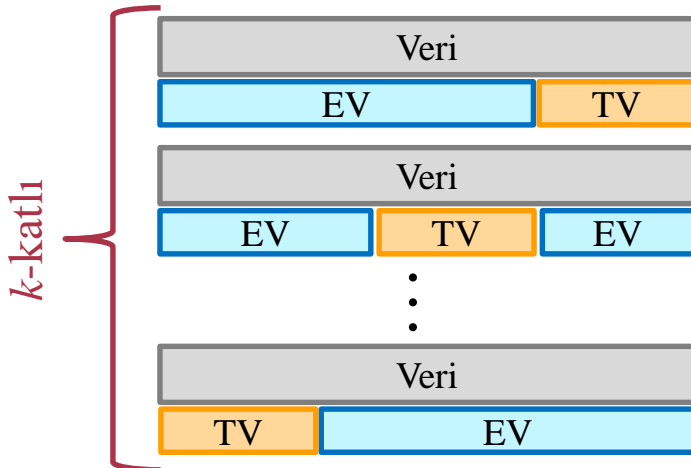 k-katlı
Veri
EV TV
Veri
EV TV EV
Veri
TV EV